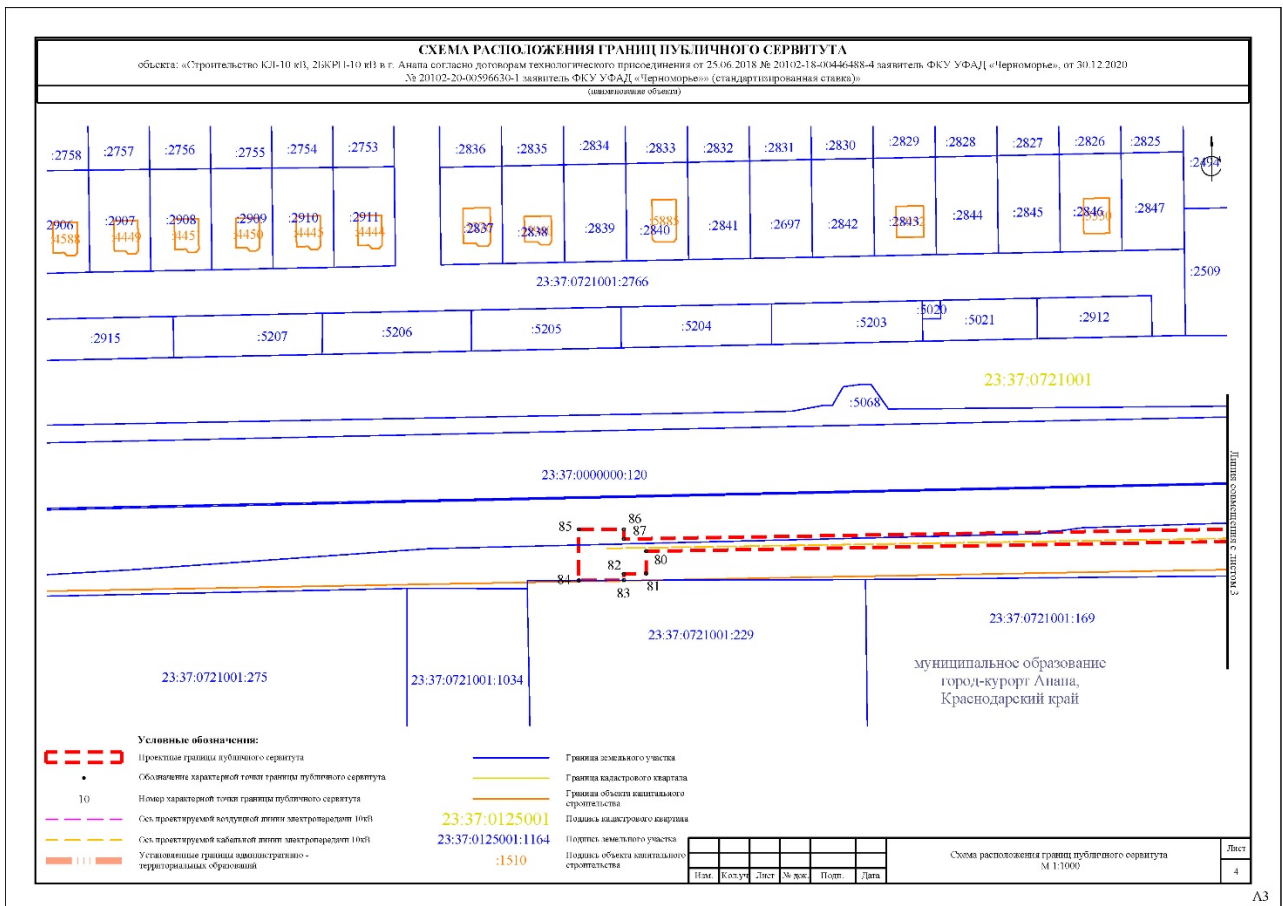 СХЕМА РАСПОЛОЖЕНИЯ ГРАНИЦ ПУБЛИЧНОГО СЕРВИТУТА
объекта: «Строительство КЛ-10 кВ, 2БКРП-10 кВ в г. Анапа согласно договорам технологического присоединения от 25.06.2018 № 20102-18-00446488-4 заявитель ФКУ УФАД «Черноморье», от 30.12.2020
№ 20102-20-00596630-1 заявитель ФКУ УФАД «Черноморье»» (стандартизированная ставка)»
(наименование объекта)
:2758 :2757 :2756 :2755 :2754 :2753 :2836 :2835 :2834 :2833 :2832 :2831 :2830 :2829 :2828 :2827 :2826 :2825
:2494
:2906 :2907 :2908 :2909 :2910 :2911 :2837 :2838 :2839 :2840 :2841 :2697 :2842 :2843 :2844 :2845 :2846 :2847
:4588 :4449 :4450 :4445 :4444 :5885
:2509
23:37:0721001:2766
:2915 :5207 :5206 :5205 :5204 :5203 :5020 :5021 :2912
23:37:0721001
:5068
Линия совмещения с листом 3
23:37:0000000:120
85 86
87
80
82
84 83 81
23:37:0721001:275
23:37:0721001:1034
23:37:0721001:229
23:37:0721001:169
муниципальное образование
город-курорт Анапа,
Краснодарский край
Условные обозначения:
Проектные границы публичного сервитута
Обозначение характерной точки границы публичного сервитута
10 Номер характерной точки границы публичного сервитута
Ось проектируемой воздушной линии электропередачи 10кВ
Ось проектируемой кабельной линии электропередачи 10кВ
Установленные границы административно -
территориальных образований
Граница земельного участка
Граница кадастрового квартала
Граница объекта капитального
строительства
23:37:0125001 Подпись кадастрового квартала
23:37:0125001:1164 Подпись земельного участка
:1510 Подпись объекта капитального
строительства
Изм. Кол.уч Лист № док. Подп. Дата
Схема расположения границ публичного сервитута
М 1:1000
Лист
4
А3